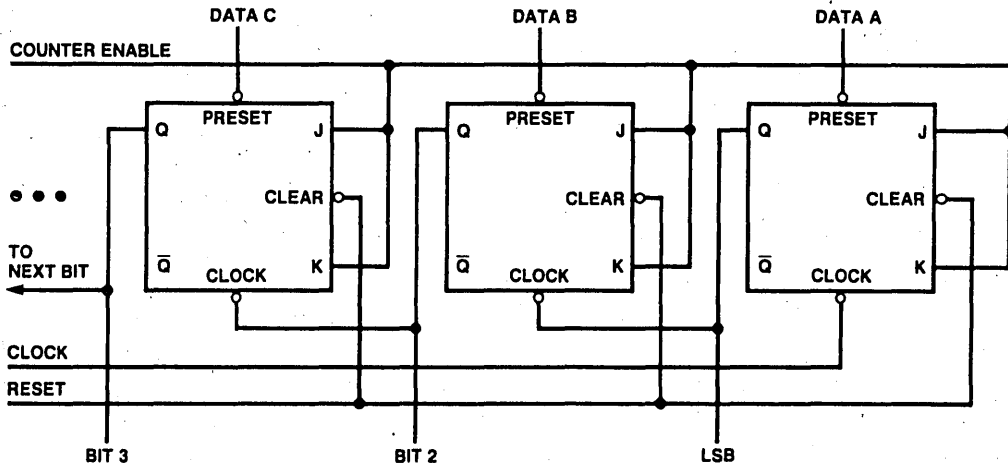 DATA C
DATA B
DATA A
COUNTER ENABLE
PRESET
PRESET
PRESET
Q
J
Q
J
Q
J
CLEAR
CLEAR
CLEAR
TO
NEXT BIT
Q̅
CLOCK
K
Q̅
CLOCK
K
Q̅
CLOCK
K
CLOCK
RESET
BIT 3
BIT 2
LSB